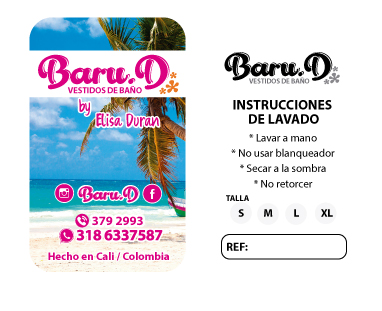 Baru.D
VESTIDOS DE BAÑO
by
Elisa Duran
Baru.D
379 2993
318 6337587
Hecho en Cali / Colombia
Baru.D
VESTIDOS DE BAÑO
INSTRUCCIONES
DE LAVADO
* Lavar a mano
* No usar blanqueador
* Secar a la sombra
* No retorcer
TALLA
S M L XL
REF: